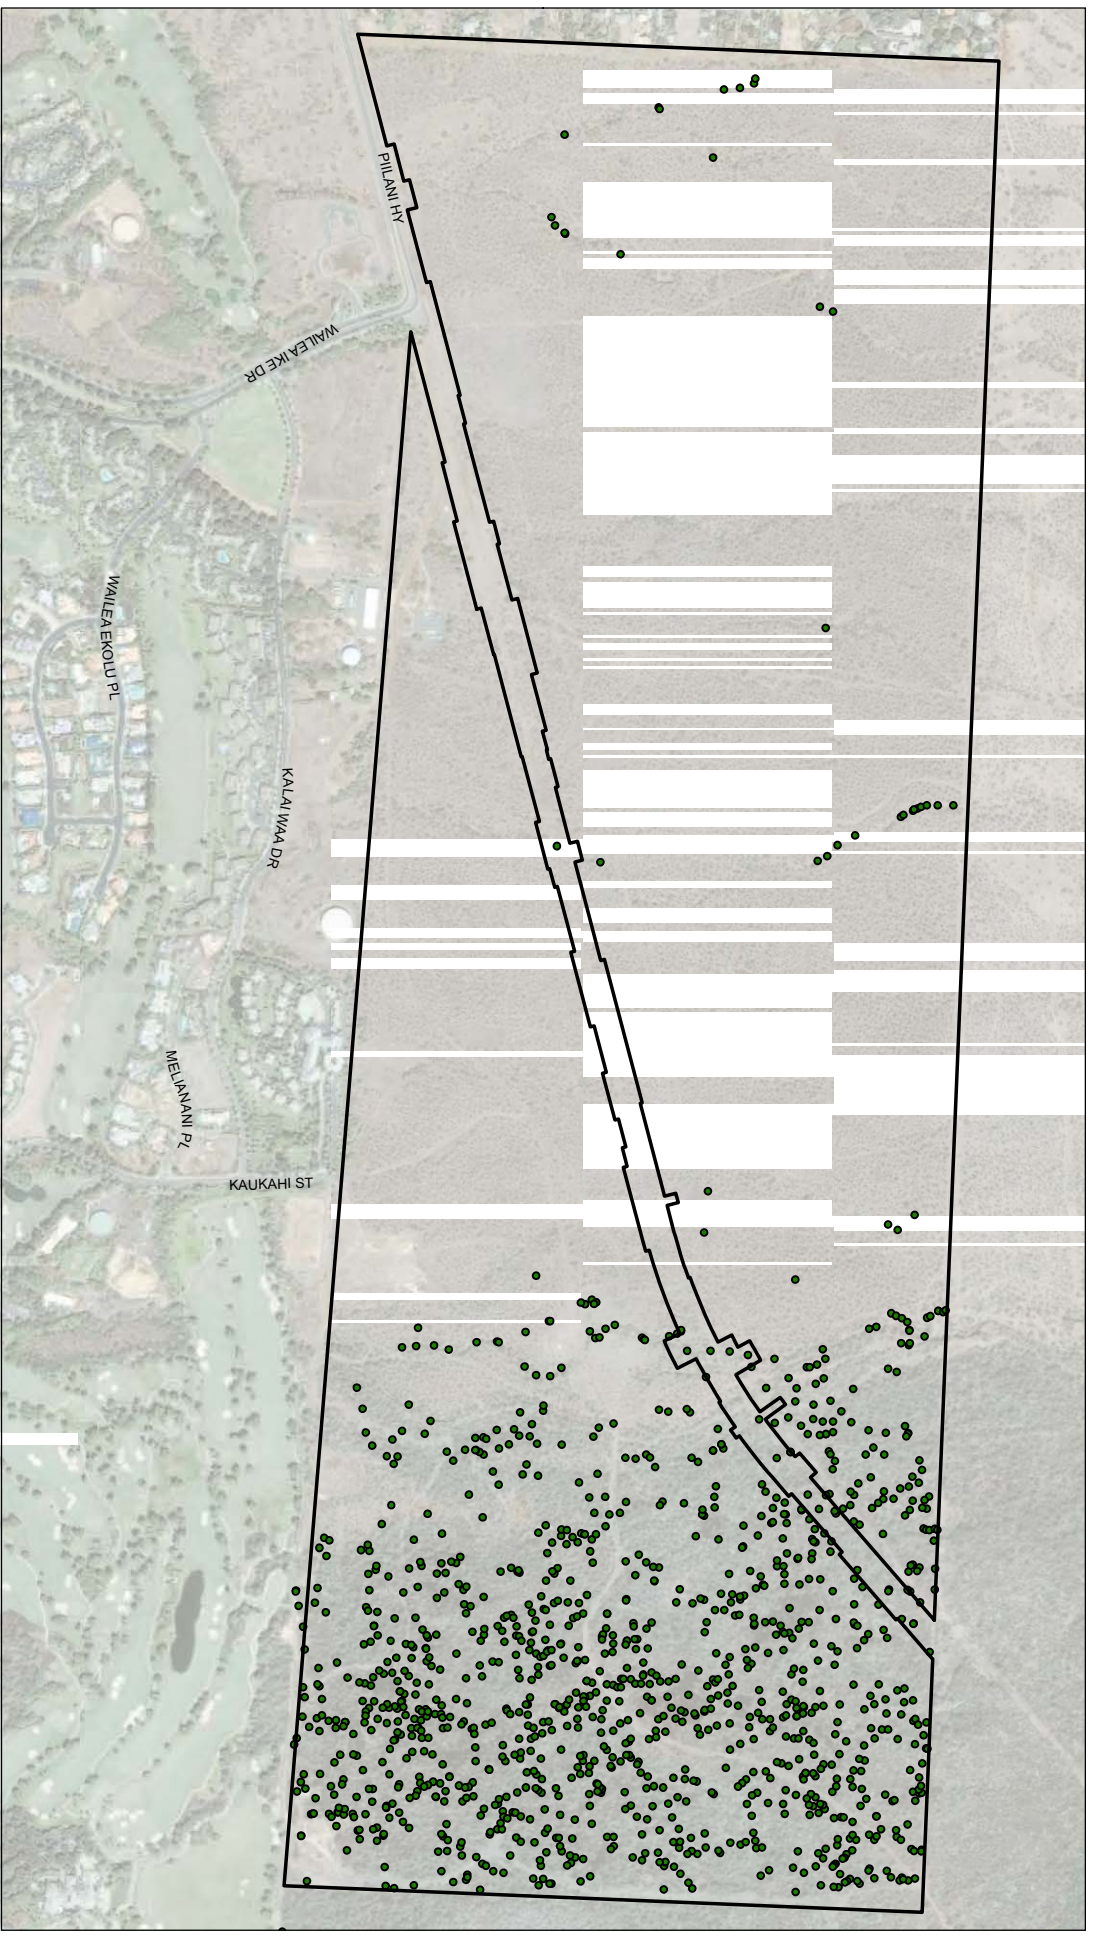 PIILANI HY
WAILEA IKE DR
WAILEA EKOLU PL
KALAI WAA DR
MELIANANI PL
KAUKAHI ST